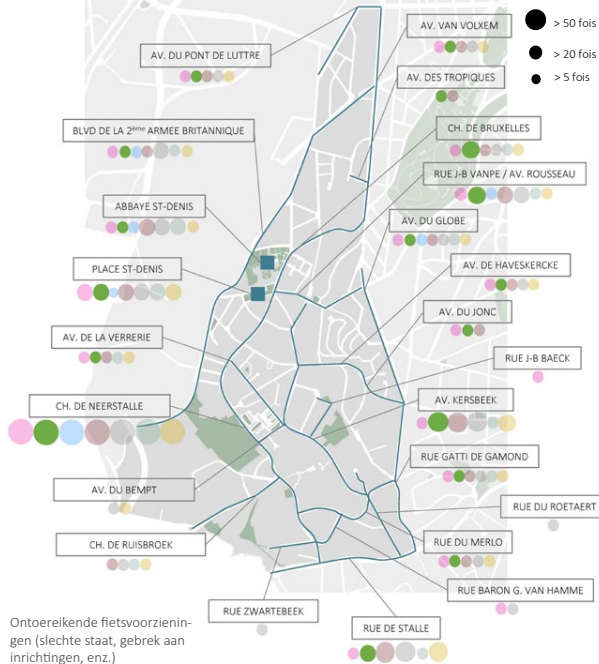 AV. VAN VOLXEM
> 50 fois
AV. DU PONT DE LUTTRE
> 20 fois
AV. DES TROPIQUES
> 5 fois
BLVD DE LA 2ème ARMEE BRITANNIQUE
CH. DE BRUXELLES
RUE J-B VANPE / AV. ROUSSEAU
ABBAYE ST-DENIS
AV. DU GLOBE
PLACE ST-DENIS
AV. DE HAVESKERCKE
AV. DU JONC
AV. DE LA VERRERIE
RUE J-B BAECK
CH. DE NEERSTALLE
AV. KERSBEEK
RUE GATTI DE GAMOND
AV. DU BEMPT
RUE DU ROETAERT
CH. DE RUISBROEK
RUE DU MERLO
RUE BARON G. VAN HAMME
RUE ZWARTEBEEK
RUE DE STALLE
Ontoereikende fietsvoorzienin-
gen (slechte staat, gebrek aan
inrichtingen, enz.)